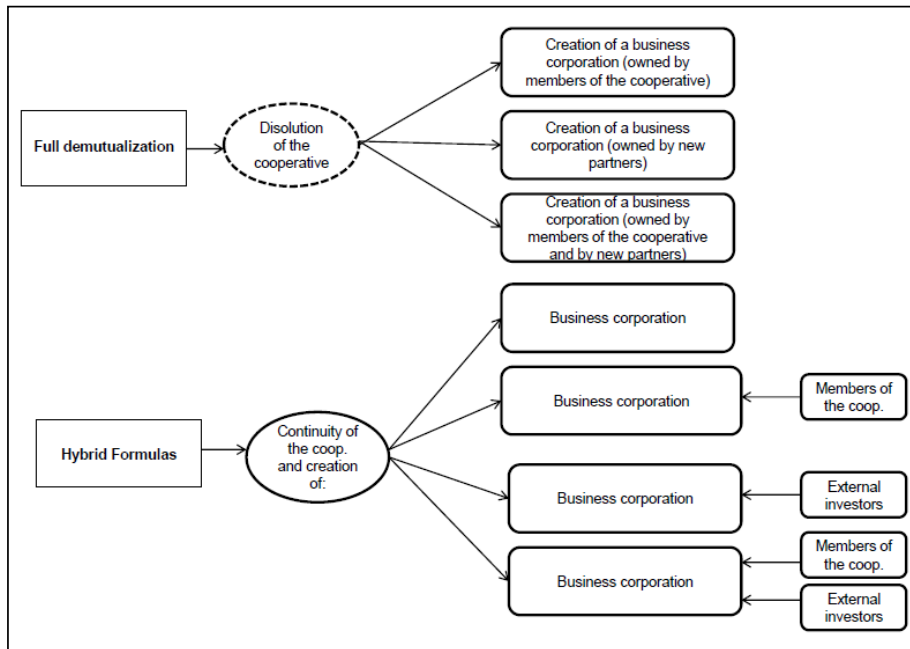 Creation of a business
corporation (owned by
members of the cooperative)
Full demutualization
Disolution
of the
cooperative
Creation of a business
corporation (owned by new
partners)
Creation of a business
corporation (owned by
members of the cooperative
and by new partners)
Business corporation
Business corporation
Members of
the coop.
Hybrid Formulas
Continuity of
the coop.
and creation
of:
Business corporation
External
investors
Business corporation
Members of
the coop.
External
investors